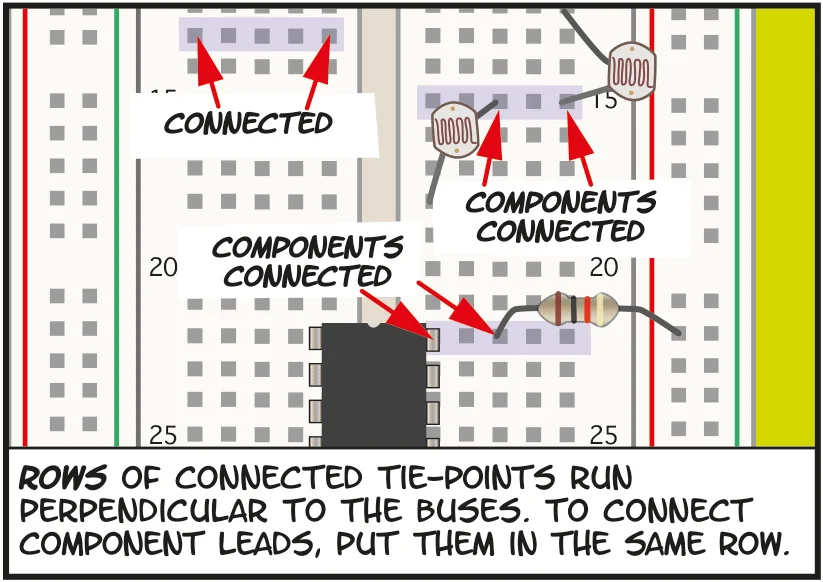 CONNECTED
15
COMPONENTS
CONNECTED
COMPONENTS
CONNECTED
20
20
25
25
ROWS OF CONNECTED TIE-POINTS RUN
PERPENDICULAR TO THE BUSES. TO CONNECT
COMPONENT LEADS, PUT THEM IN THE SAME ROW.